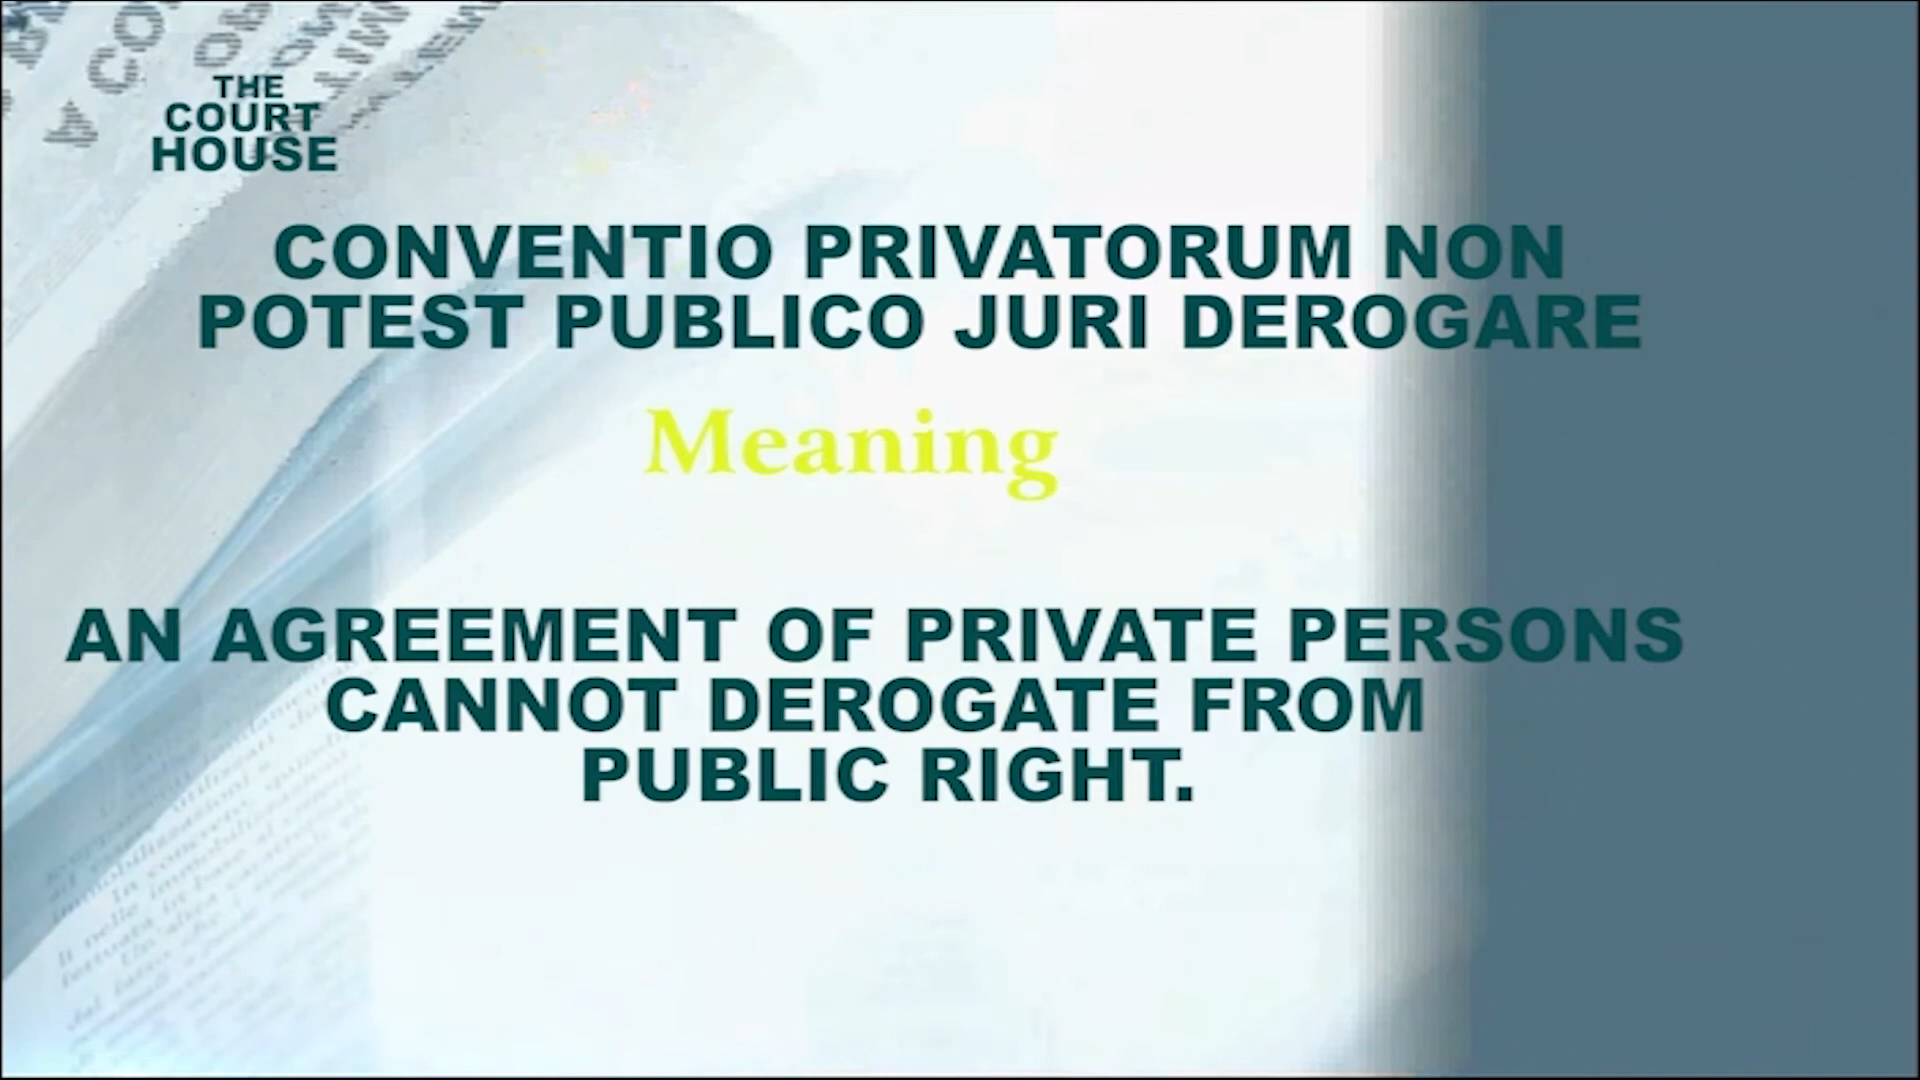 THE
COURT
HOUSE
CONVENTIO PRIVATORUM NON
POTEST PUBLICO JURI DEROGARE
Meaning
AN AGREEMENT OF PRIVATE PERSONS
CANNOT DEROGATE FROM
PUBLIC RIGHT.